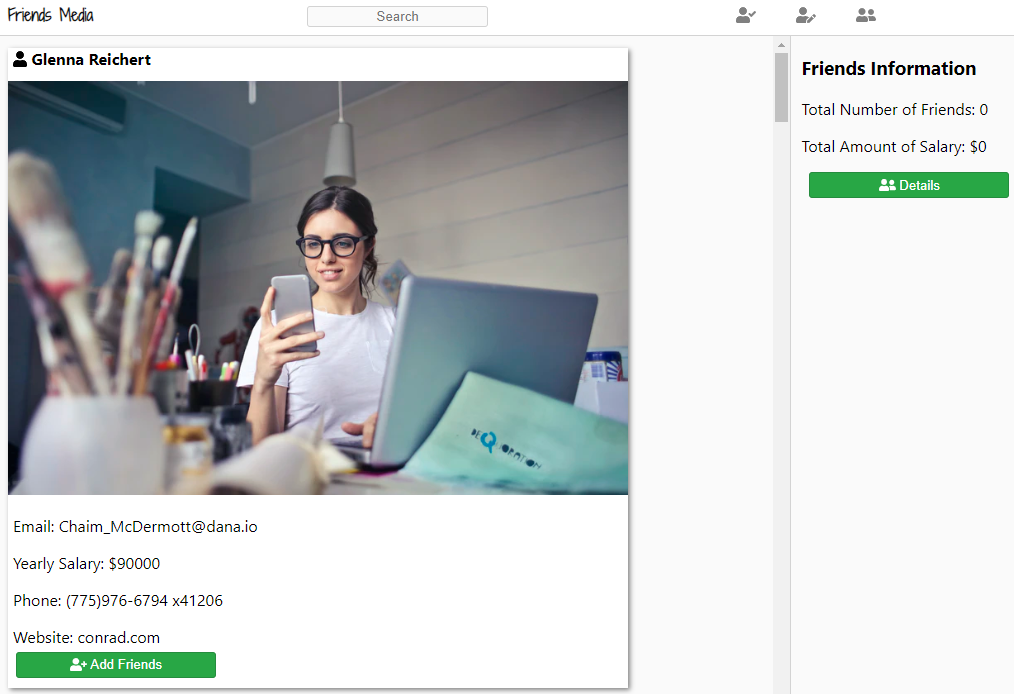 Friends Media
Search
Glenna Reichert
DEQORATION
Email: Chaim_McDermott@dana.io
Yearly Salary: $90000
Phone: (775)976-6794 x41206
Website: conrad.com
Add Friends
Friends Information
Total Number of Friends: 0
Total Amount of Salary: $0
Details